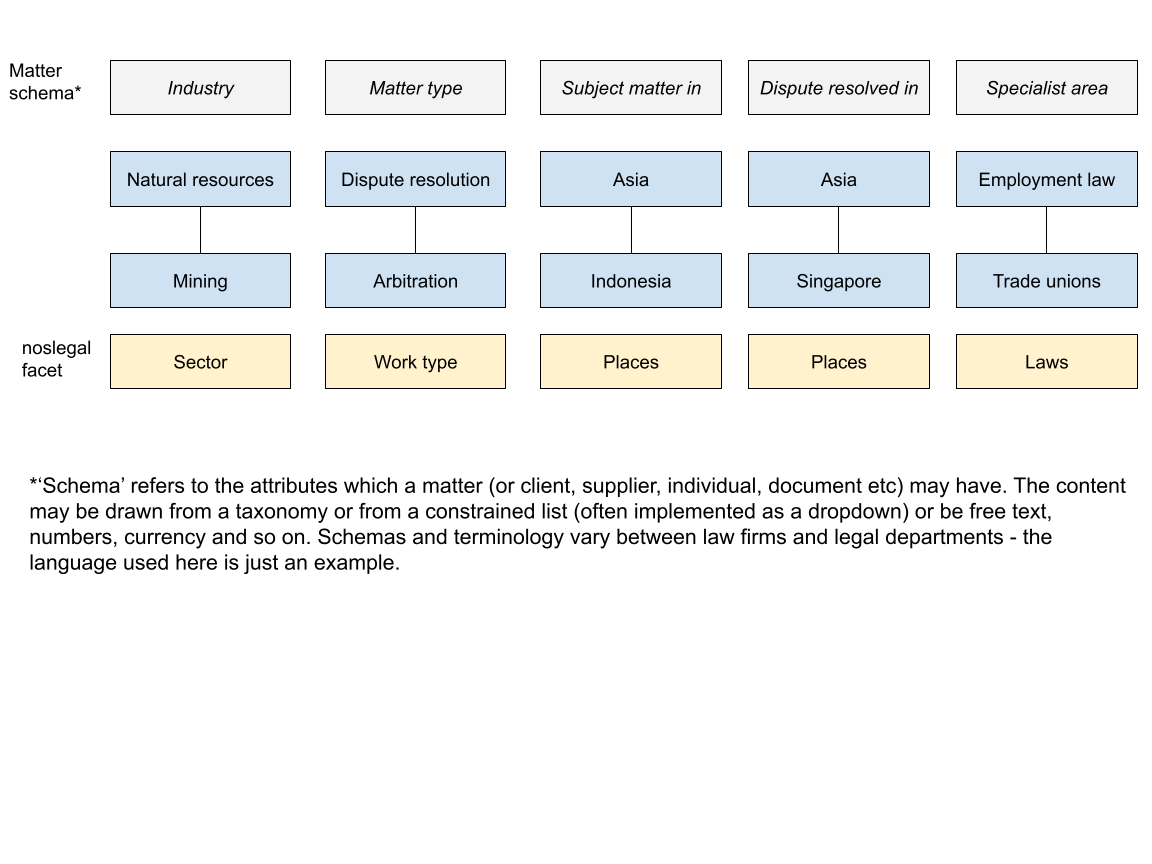 Matter
schema*
Industry
Matter type
Subject matter in
Dispute resolved in
Specialist area
Natural resources
Dispute resolution
Asia
Asia
Employment law
Mining
Arbitration
Indonesia
Singapore
Trade unions
noslegal
facet
Sector
Work type
Places
Places
Laws
*‘Schema’ refers to the attributes which a matter (or client, supplier, individual, document etc) may have. The content
may be drawn from a taxonomy or from a constrained list (often implemented as a dropdown) or be free text,
numbers, currency and so on. Schemas and terminology vary between law firms and legal departments - the
language used here is just an example.